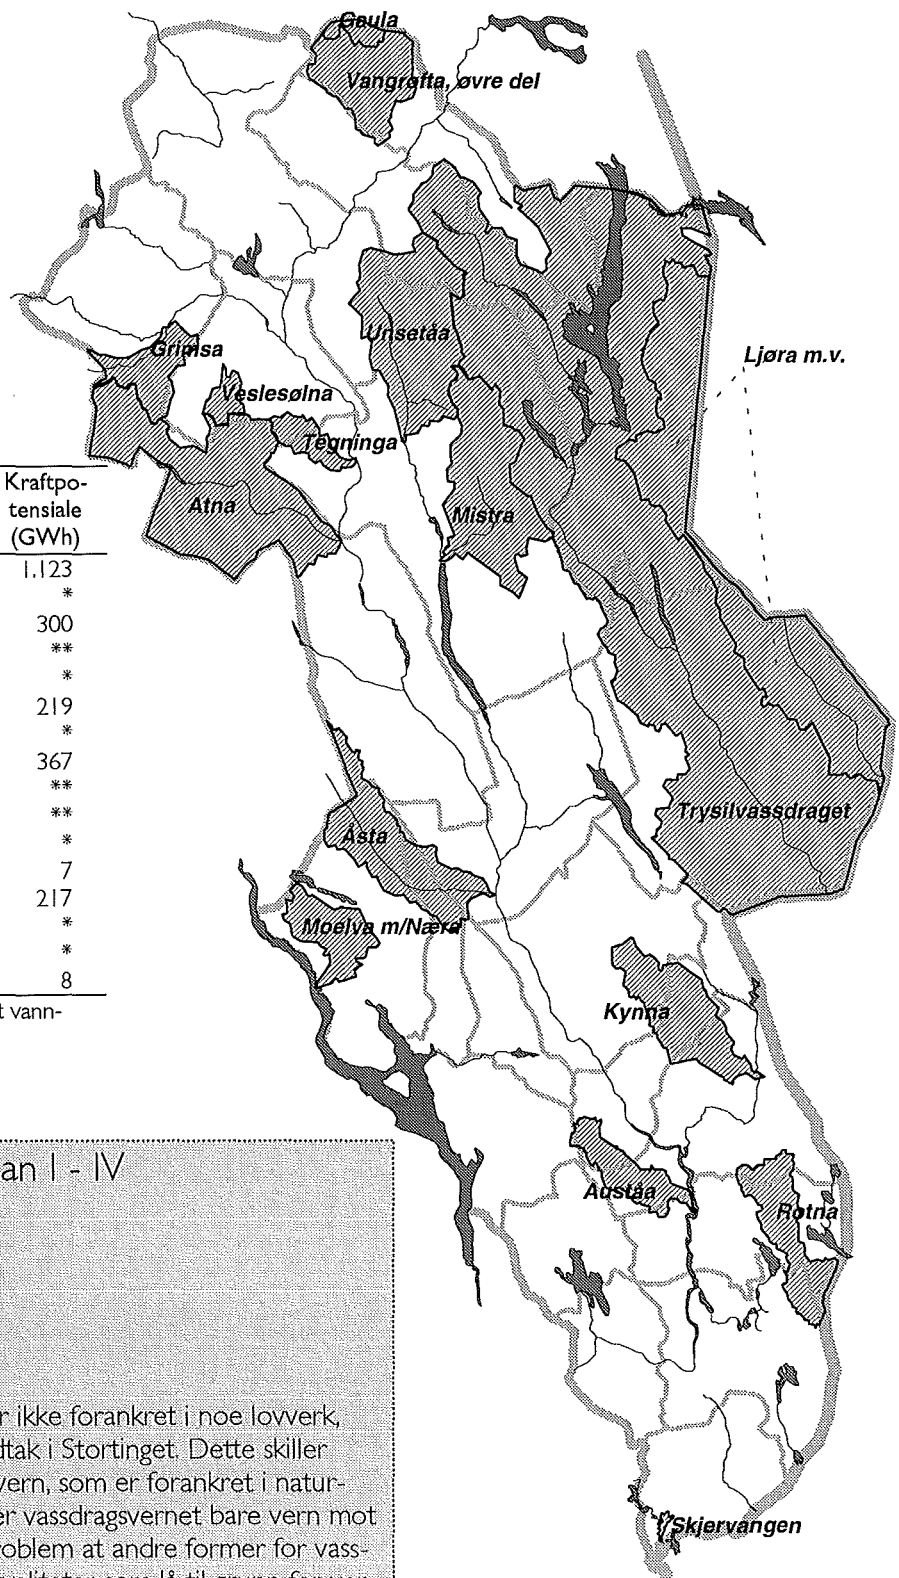 Gaula
Vangrøfta, øvre del
Unsetåa
Grimsa
Ljøra m.v.
Veslesølna
Tegninga
Atna
Mistra
Kraftpo-
tensiale
(GWh)
1.123
*
300
**
*
219
*
367
**
**
*
7
217
*
*
8
t vann-
Trysilvassdraget
Åsta
Moelva m/Næra
Kynna
Auståa
Rotna
Skjervangen
an I - IV
r ikke forankret i noe lovverk,
dtak i Stortinget. Dette skiller
vern, som er forankret i natur-
er vassdragsvernet bare vern mot
oblem at andre former for vass-